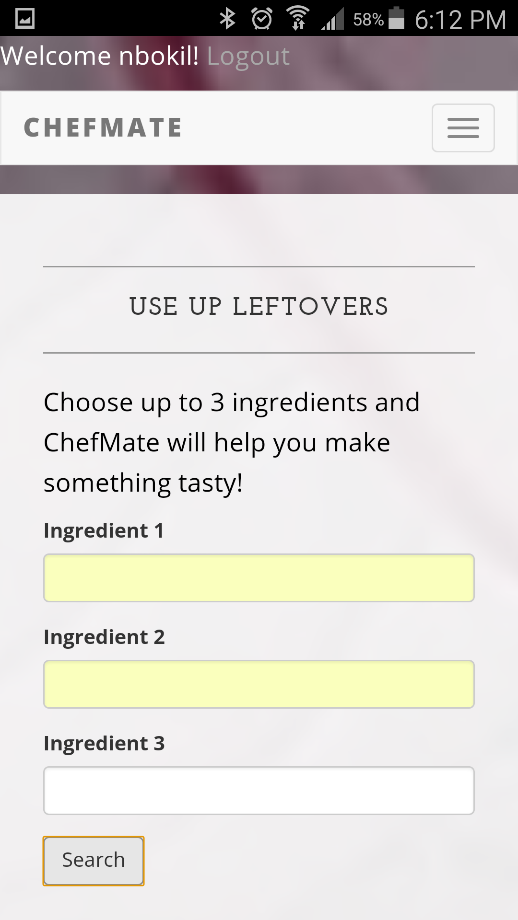 58% 6:12 PM
Welcome nbokil! Logout
CHEFMATE
USE UP LEFTOVERS
Choose up to 3 ingredients and
ChefMate will help you make
something tasty!
Ingredient 1
Ingredient 2
Ingredient 3
Search